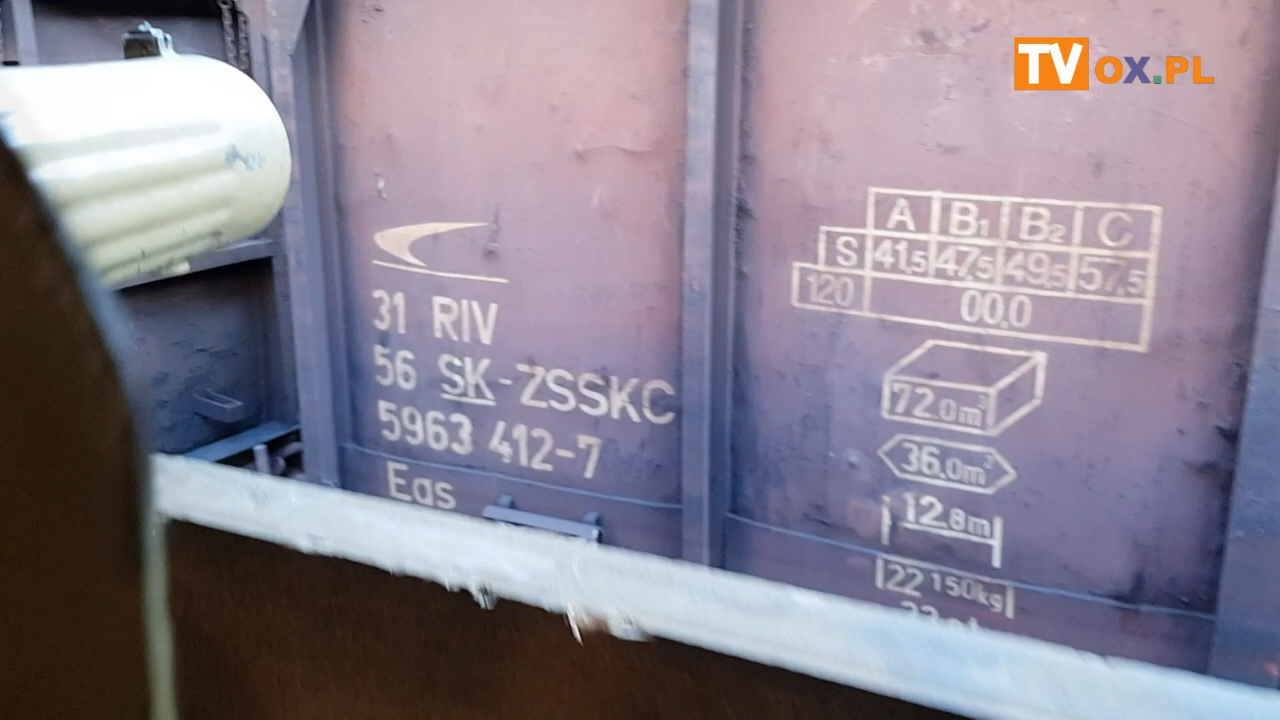 TVOX.PL
31 RIV
56 SK-ZSSKC
5963 412-7
Eas
A B1 B2 C
S 41,5 47,5 49,5 57,5
120 00,0
72.0m³
36.0m²
12.8m
22 150kg